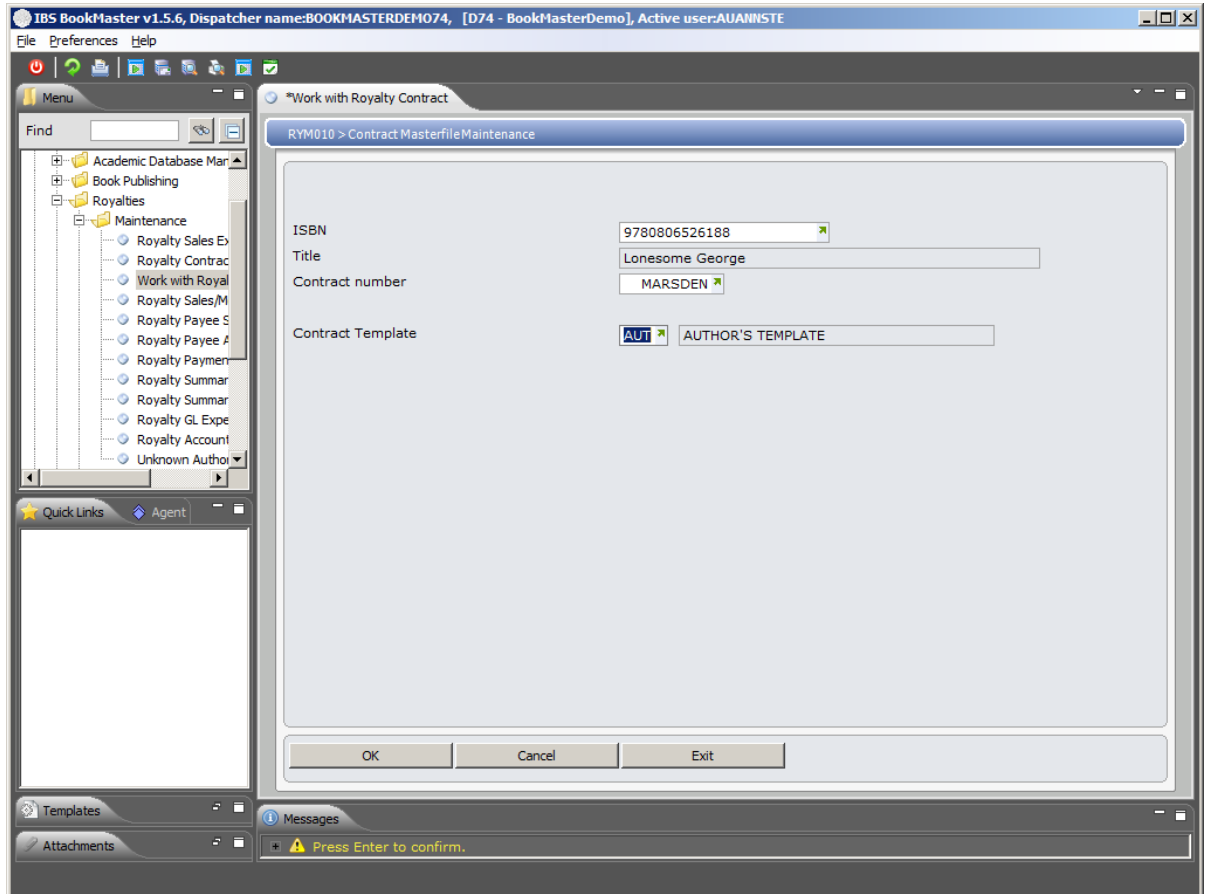 IBS BookMaster v1.5.6, Dispatcher name:BOOKMASTERDEMO74, [D74 - BookMasterDemo], Active user:AUANNSTE
File Preferences Help
Menu
*Work with Royalty Contract
Find
RYM010 > Contract Masterfile Maintenance
Academic Database Mar
Book Publishing
Royalties
Maintenance
Royalty Sales Ex
Royalty Contrac
Work with Royal
Royalty Sales/M
Royalty Payee S
Royalty Payee A
Royalty Paymen
Royalty Summar
Royalty Summar
Royalty GL Expe
Royalty Account
Unknown Author
ISBN 9780806526188
Title Lonesome George
Contract number MARSDEN
Contract Template AUT AUTHOR'S TEMPLATE
Quick Links Agent
OK Cancel Exit
Templates
Attachments
Messages
Press Enter to confirm.